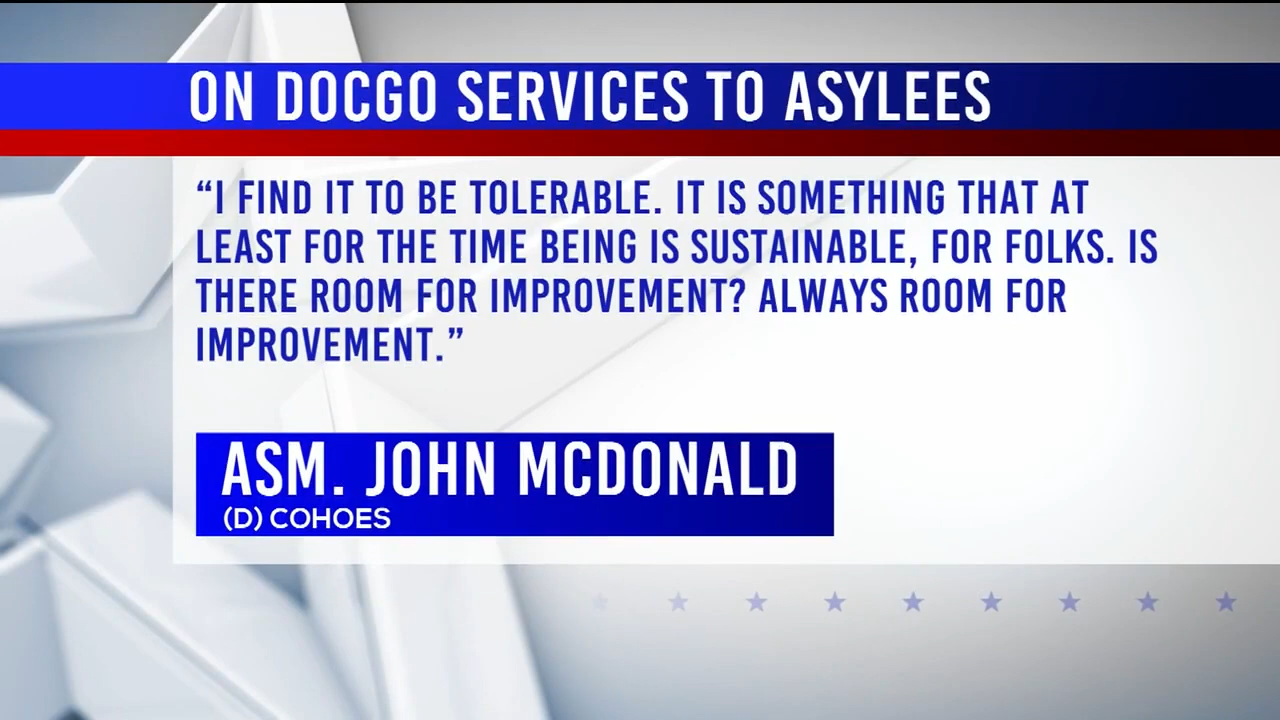 ON DOCGO SERVICES TO ASYLEES
“I FIND IT TO BE TOLERABLE. IT IS SOMETHING THAT AT
LEAST FOR THE TIME BEING IS SUSTAINABLE, FOR FOLKS. IS
THERE ROOM FOR IMPROVEMENT? ALWAYS ROOM FOR
IMPROVEMENT.”
ASM. JOHN MCDONALD
(D) COHOES